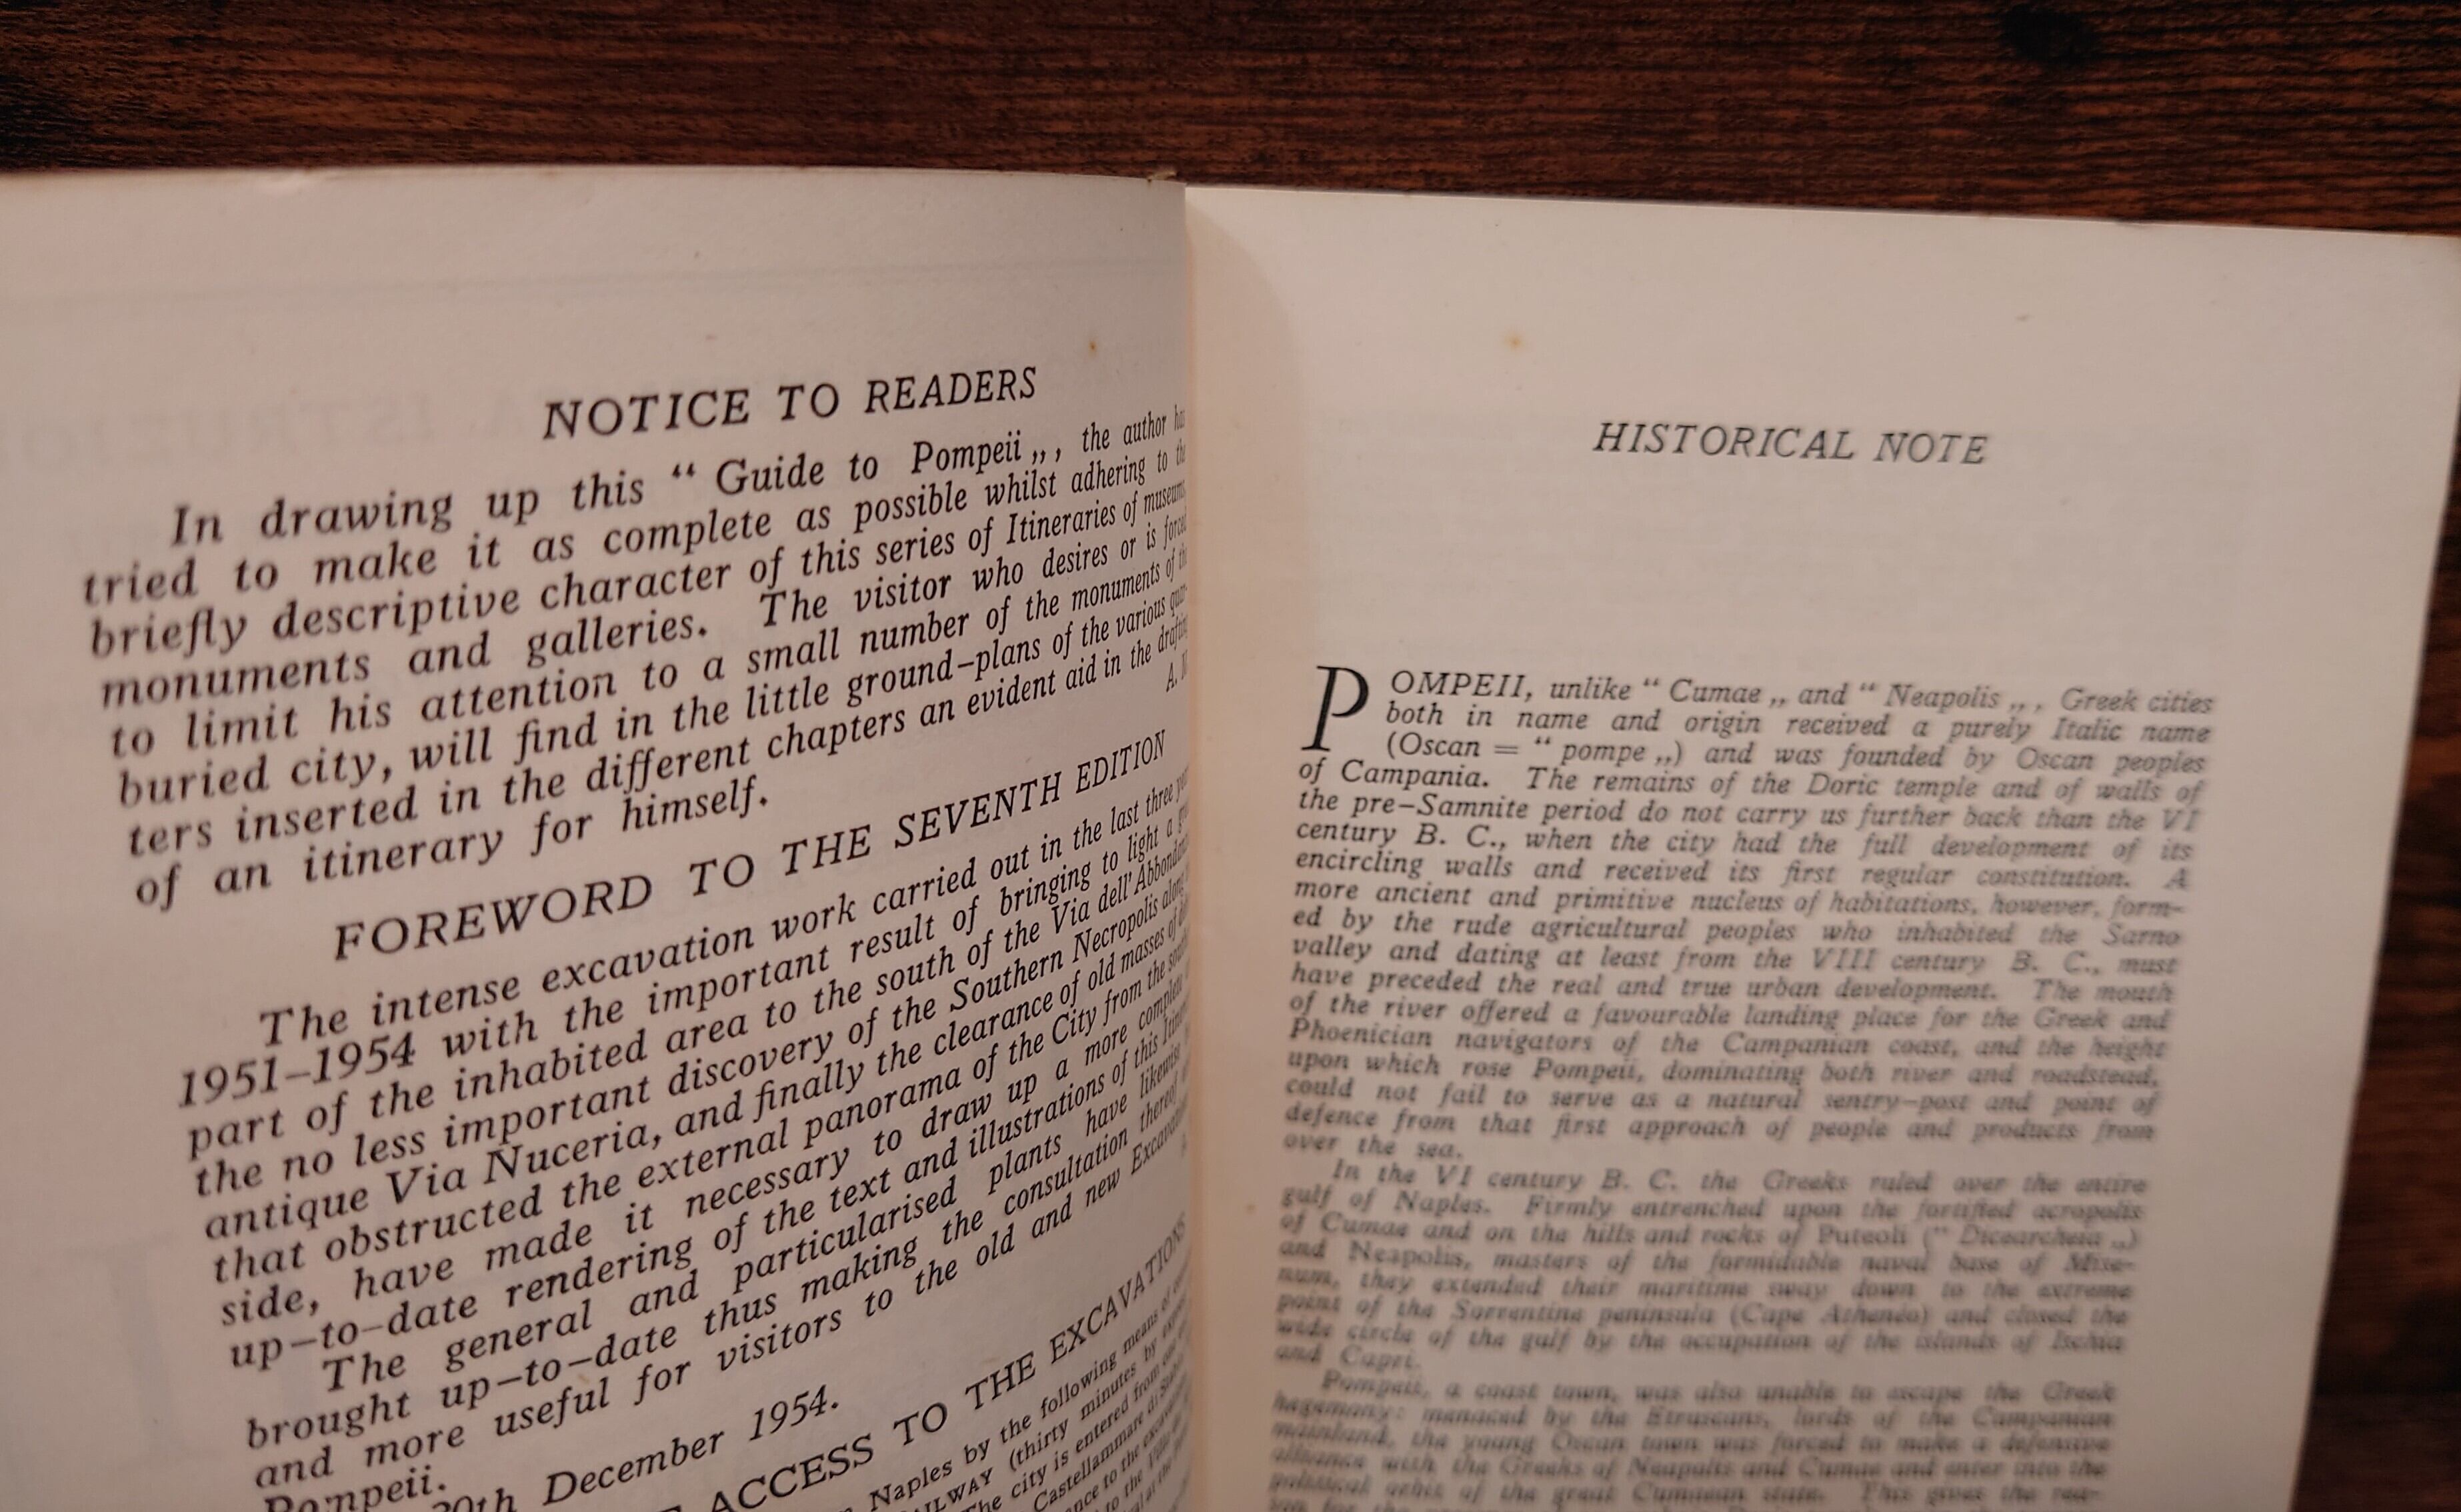 NOTICE TO READERS
In drawing up this “ Guide to Pompeii „, the author
tried to make it as complete as possible whilst adhering to
briefly descriptive character of this series of Itineraries of museums
monuments and galleries. The visitor who desires or is forced
to limit his attention to a small number of the monuments of
buried city, will find in the little ground-plans of the various
ters inserted in the different chapters an evident aid in the drafting
of an itinerary for himself.
A.
FOREWORD TO THE SEVENTH EDITION
The intense excavation work carried out in the last three
1951-1954 with the important result of bringing to light a
part of the inhabited area to the south of the Via dell' Abbondanza
the no less important discovery of the Southern Necropolis along
antique Via Nuceria, and finally the clearance of old masses of
that obstructed the external panorama of the City from the
side, have made it necessary to draw up a more complete
up-to-date rendering of the text and illustrations of this
The general and particularised plants have likewise
brought up-to-date thus making the consultation thereof
and more useful for visitors to the old and new
Pompeii.
December 1954.
ACCESS TO THE EXCAVATIONS
Naples by the following means of
(thirty minutes by
The city is entered from
Castellammare di
to the
HISTORICAL NOTE
POMPEII, unlike “ Cumae „ and “ Neapolis „, Greek cities
both in name and origin received a purely Italic name
(Oscan = “ pompe „) and was founded by Oscan peoples
of Campania. The remains of the Doric temple and of walls of
the pre-Samnite period do not carry us further back than the VI
century B. C., when the city had the full development of its
encircling walls and received its first regular constitution. A
more ancient and primitive nucleus of habitations, however, form-
ed by the rude agricultural peoples who inhabited the Sarno
valley and dating at least from the VIII century B. C., must
have preceded the real and true urban development. The mouth
of the river offered a favourable landing place for the Greek and
Phoenician navigators of the Campanian coast, and the height
upon which rose Pompeii, dominating both river and roadstead,
could not fail to serve as a natural sentry-post and point of
defence from that first approach of people and products from
over the sea.
In the VI century B. C. the Greeks ruled over the entire
gulf of Naples. Firmly entrenched upon the fortified acropolis
of Cumae and on the hills and rocks of Puteoli (“ Dicearcheia „)
and Neapolis, masters of the formidable naval base of Mise-
num, they extended their maritime sway down to the extreme
point of the Sorrentine peninsula (Cape Atheneo) and closed the
wide circle of the gulf by the occupation of the islands of Ischia
and Capri.
Pompeii, a coast town, was also unable to escape the Greek
hegemony: menaced by the Etruscans, lords of the Campanian
mainland, the young Oscan town was forced to make a defensive
alliance with the Greeks of Neapolis and Cumae and enter into the
political orbit of the great Cumaean state. This gives the rea-